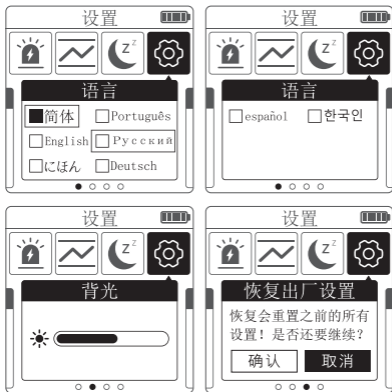 设置
语言
简体
Português
English
Русский
にほん
Deutsch
设置
语言
español
한국인
设置
背光
设置
恢复出厂设置
恢复会重置之前的所有
设置！是否还要继续？
确认 取消